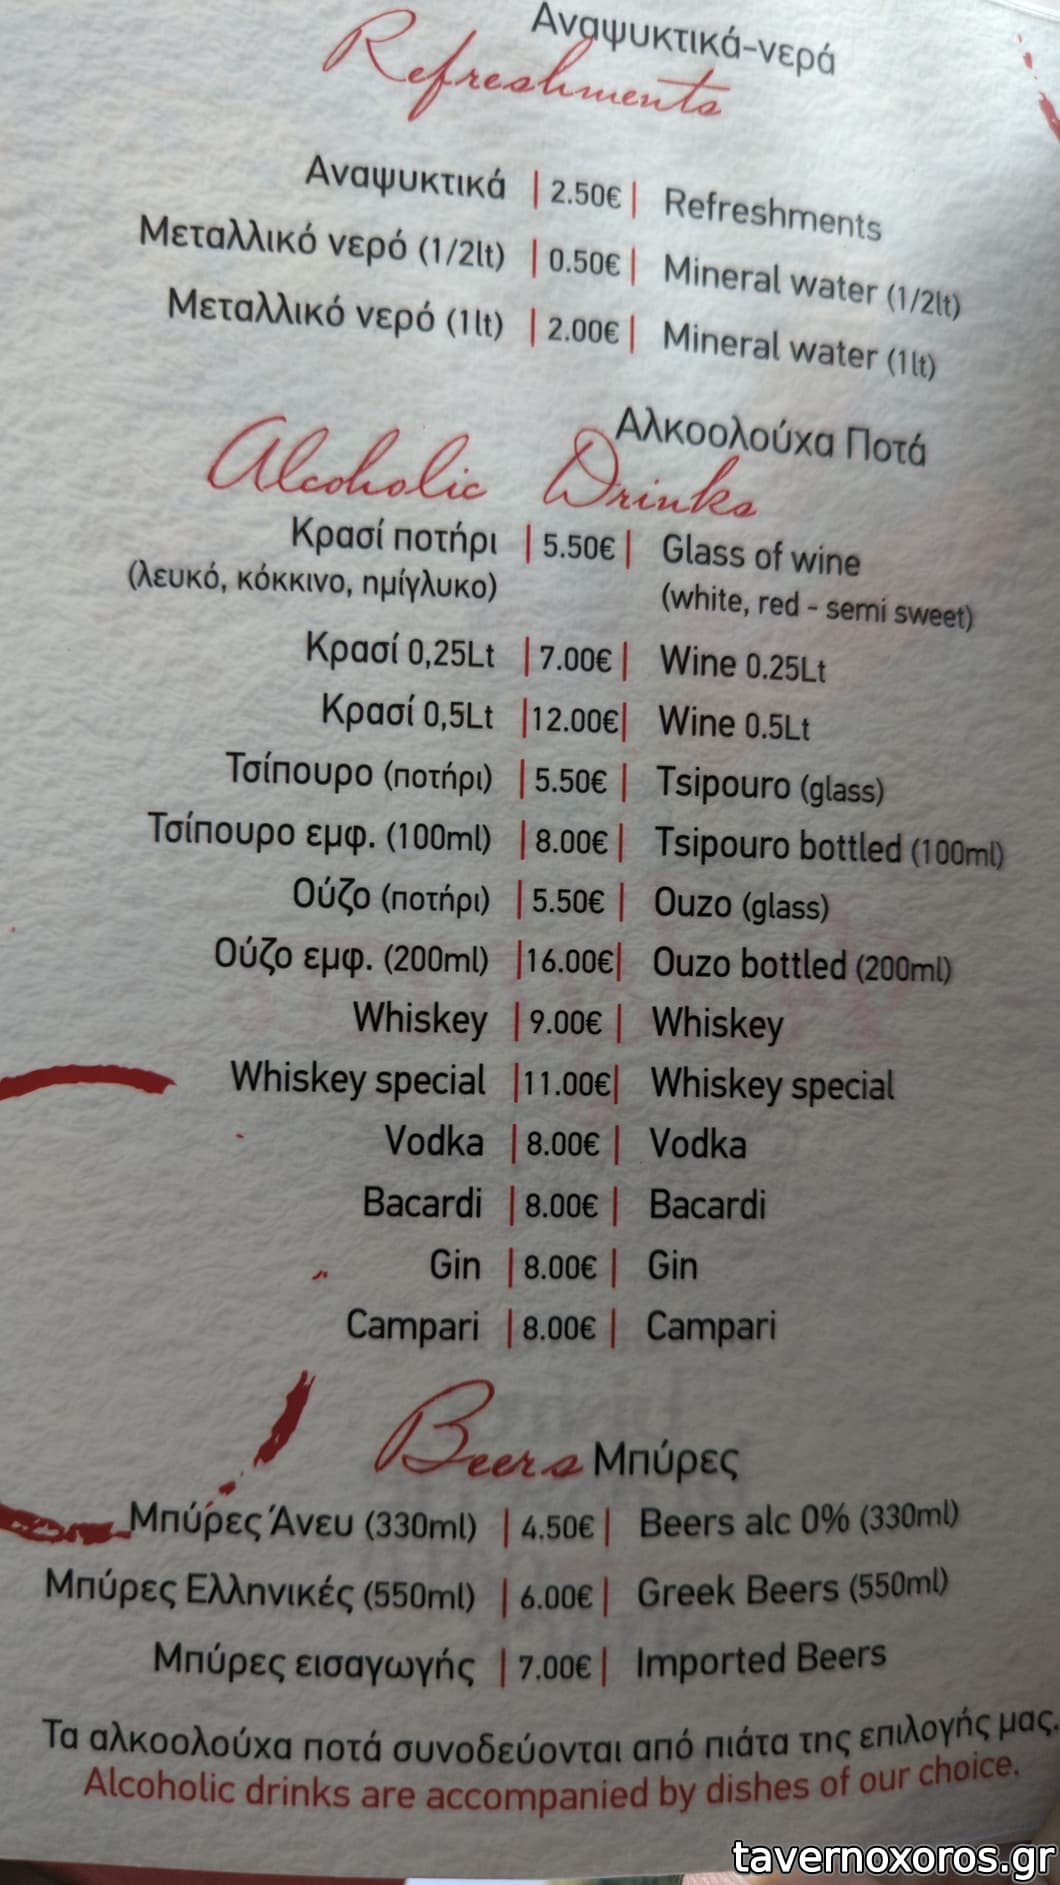 Αναψυκτικά-νερά
Refreshments
Αναψυκτικά | 2.50€ | Refreshments
Μεταλλικό νερό (1/2lt) | 0.50€ | Mineral water (1/2lt)
Μεταλλικό νερό (1lt) | 2.00€ | Mineral water (1lt)
Αλκοολούχα Ποτά
Alcoholic Drinks
Κρασί ποτήρι | 5.50€ | Glass of wine
(λευκό, κόκκινο, ημίγλυκο) (white, red - semi sweet)
Κρασί 0,25Lt | 7.00€ | Wine 0.25Lt
Κρασί 0,5Lt |12.00€| Wine 0.5Lt
Τσίπουρο (ποτήρι) | 5.50€ | Tsipouro (glass)
Τσίπουρο εμφ. (100ml) | 8.00€ | Tsipouro bottled (100ml)
Ούζο (ποτήρι) | 5.50€ | Ouzo (glass)
Ούζο εμφ. (200ml) |16.00€| Ouzo bottled (200ml)
Whiskey | 9.00€ | Whiskey
Whiskey special |11.00€| Whiskey special
Vodka | 8.00€ | Vodka
Bacardi | 8.00€ | Bacardi
Gin | 8.00€ | Gin
Campari | 8.00€ | Campari
Beers Μπύρες
Μπύρες Άνευ (330ml) | 4.50€ | Beers alc 0% (330ml)
Μπύρες Ελληνικές (550ml) | 6.00€ | Greek Beers (550ml)
Μπύρες εισαγωγής | 7.00€ | Imported Beers
Τα αλκοολούχα ποτά συνοδεύονται από πιάτα της επιλογής μας.
Alcoholic drinks are accompanied by dishes of our choice.
tavernoxoros.gr